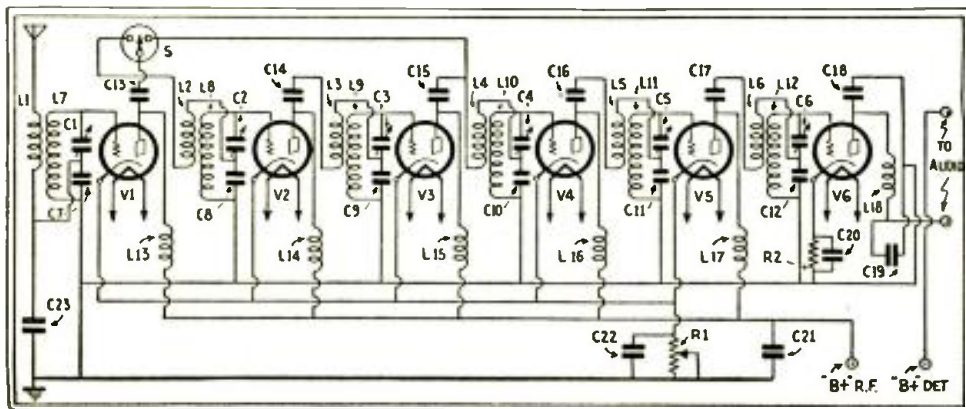 S
C13
C14
C15
C16
C17
C18
L1
L7
C1
L2
L8
C2
L3
L9
C3
L4
L10
C4
L5
L11
C5
L6
L12
C6
V1
V2
V3
V4
V5
V6
C7
C8
C9
C10
C11
C12
L18
TO
AUDIO
L13
L14
L15
L16
L17
R2
C20
C19
C23
C22
R1
C21
"B+" R.F.
"B+" DET